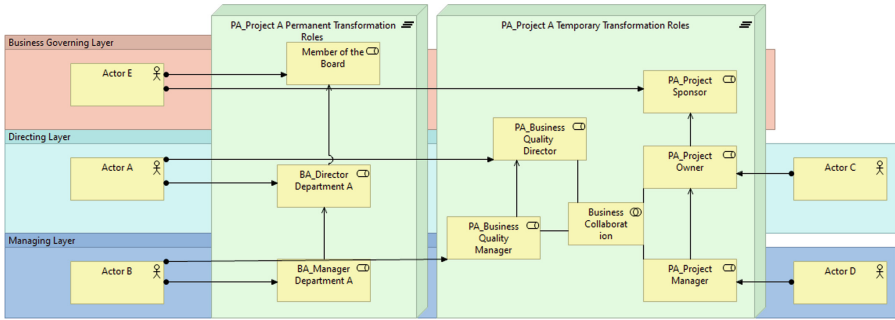 PA_Project A Permanent Transformation
Roles
PA_Project A Temporary Transformation Roles
Business Governing Layer
Member of the
Board
Actor E
PA_Project
Sponsor
Directing Layer
PA_Business
Quality
Director
Actor A
BA_Director
Department A
PA_Project
Owner
Actor C
Business
Collaborat
ion
PA_Business
Quality
Manager
Managing Layer
Actor B
BA_Manager
Department A
PA_Project
Manager
Actor D